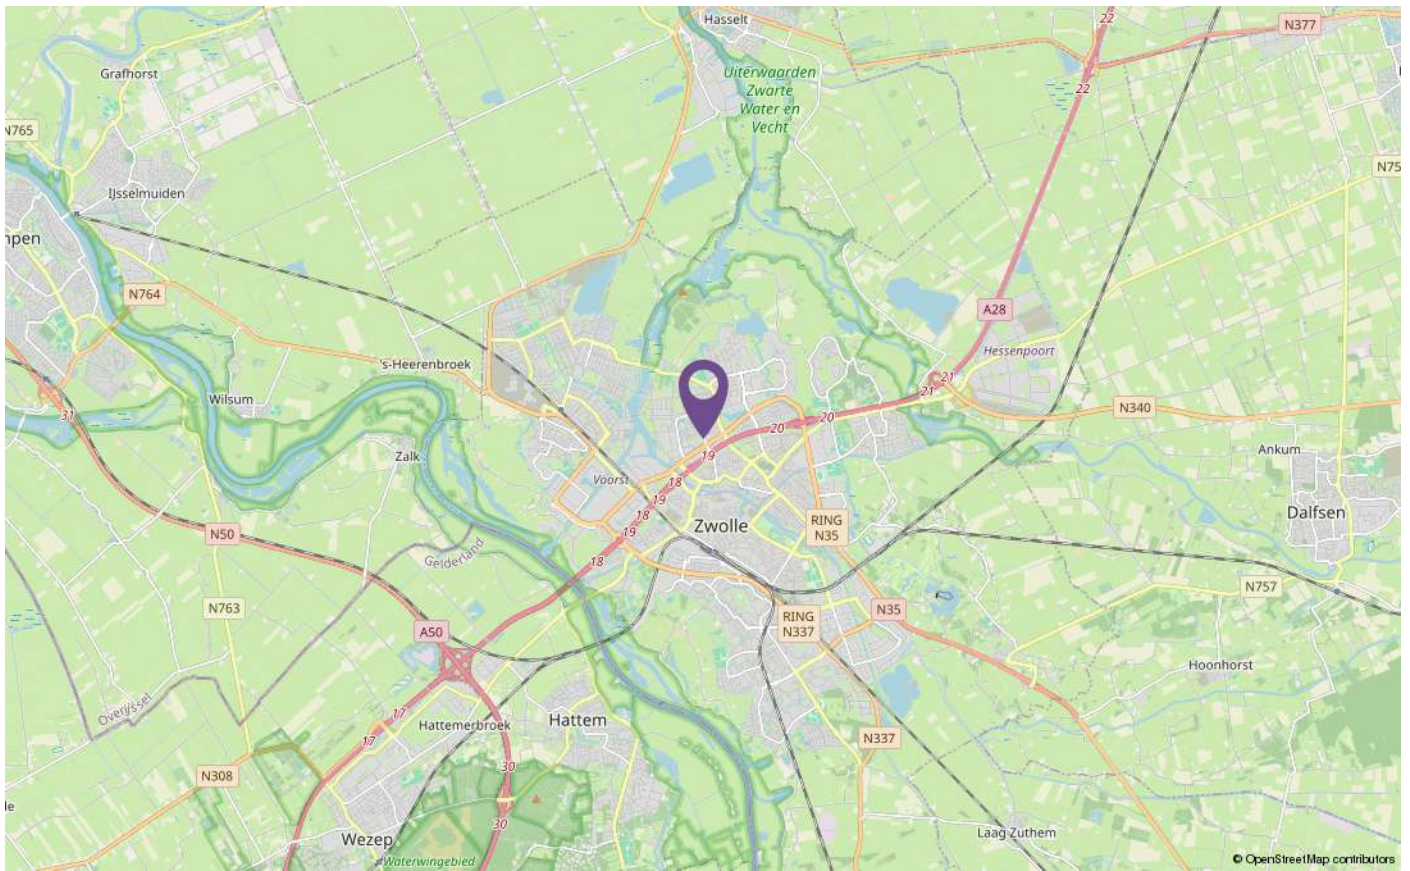 Hasselt
22
N377
Grafhorst
Uiterwaarden
Zwarte
Water en
Vecht
22
N765
N75
IJsselmuiden
mpen
N764
A28
Hessenpoort
's-Heerenbroek
21
21
Wilsum
31
N340
20
20
Ankum
Zalk
19
Voorst
18
19
18
19
Zwolle
RING
N35
Dalfsen
N50
Gelderland
18
N757
N763
N35
A50
RING
N337
Hoonhorst
Overijssel
17
Hattemerbroek
Hattem
17
N337
30
N308
le
30
Wezep
Laag Zuthem
Waterwingebied
© OpenStreetMap contributors